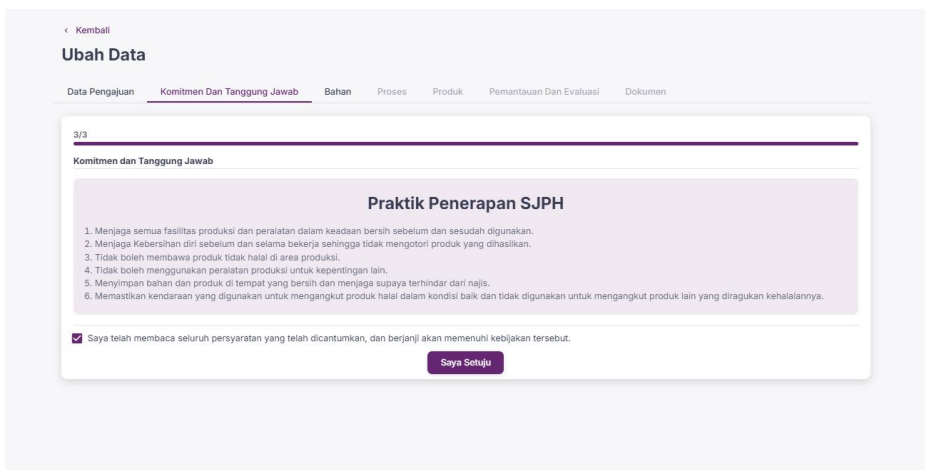 < Kembali
Ubah Data
Data Pengajuan Komitmen Dan Tanggung Jawab Bahan Proses Produk Pemantauan Dan Evaluasi Dokumen
3/3
Komitmen dan Tanggung Jawab
Praktik Penerapan SJPH
1. Menjaga semua fasilitas produksi dan peralatan dalam keadaan bersih sebelum dan sesudah digunakan.
2. Menjaga Kebersihan diri sebelum dan selama bekerja sehingga tidak mengotori produk yang dihasilkan.
3. Tidak boleh membawa produk tidak halal di area produksi.
4. Tidak boleh menggunakan peralatan produksi untuk kepentingan lain.
5. Menyimpan bahan dan produk di tempat yang bersih dan menjaga supaya terhindar dari najis.
6. Memastikan kendaraan yang digunakan untuk mengangkut produk halal dalam kondisi baik dan tidak digunakan untuk mengangkut produk lain yang diragukan kehalalannya.
Saya telah membaca seluruh persyaratan yang telah dicantumkan, dan berjanji akan memenuhi kebijakan tersebut.
Saya Setuju